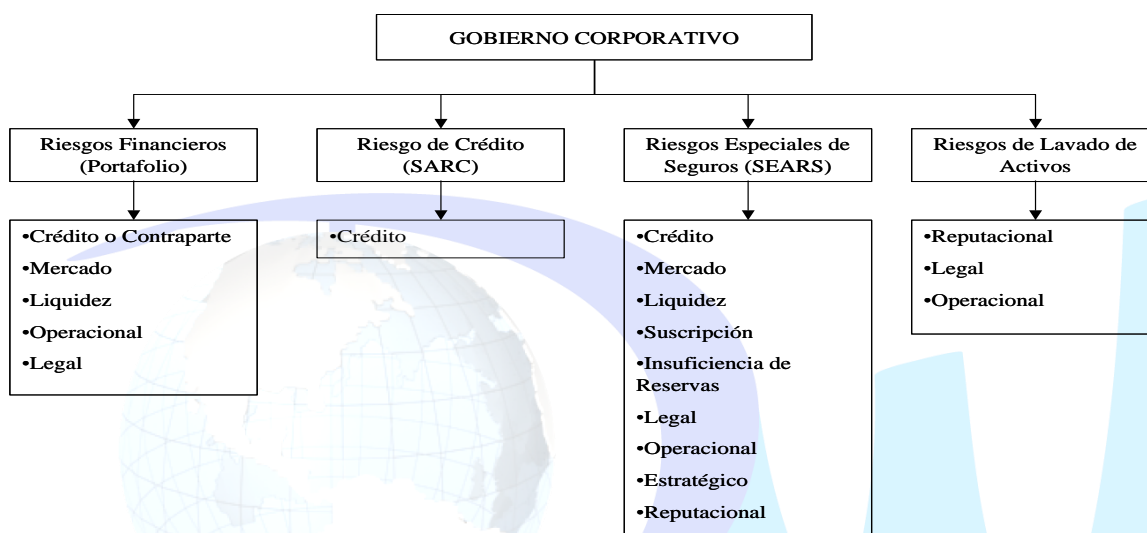 GOBIERNO CORPORATIVO
Riesgos Financieros
(Portafolio)
•Crédito o Contraparte
•Mercado
•Liquidez
•Operacional
•Legal
Riesgo de Crédito
(SARC)
•Crédito
Riesgos Especiales de
Seguros (SEARS)
•Crédito
•Mercado
•Liquidez
•Suscripción
•Insuficiencia de
Reservas
•Legal
•Operacional
•Estratégico
•Reputacional
Riesgos de Lavado de
Activos
•Reputacional
•Legal
•Operacional